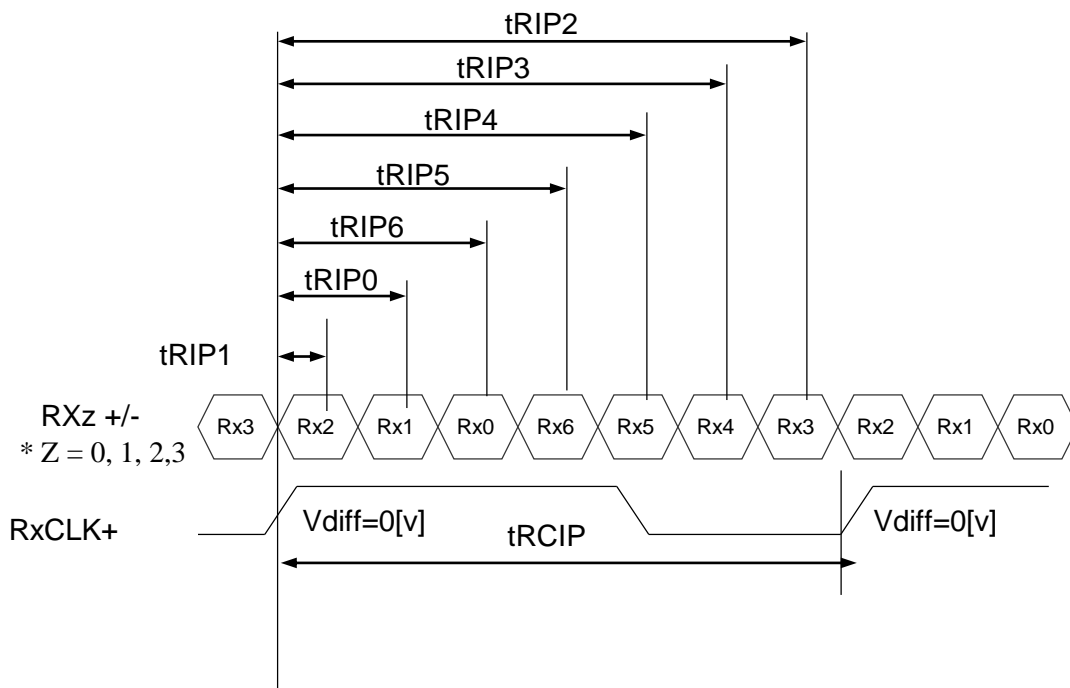 tRIP2
tRIP3
tRIP4
tRIP5
tRIP6
tRIP0
tRIP1
RXz +/-
* Z = 0, 1, 2,3
Rx3 Rx2 Rx1 Rx0 Rx6 Rx5 Rx4 Rx3 Rx2 Rx1 Rx0
RxCLK+
Vdiff=0[v] Vdiff=0[v]
tRCIP